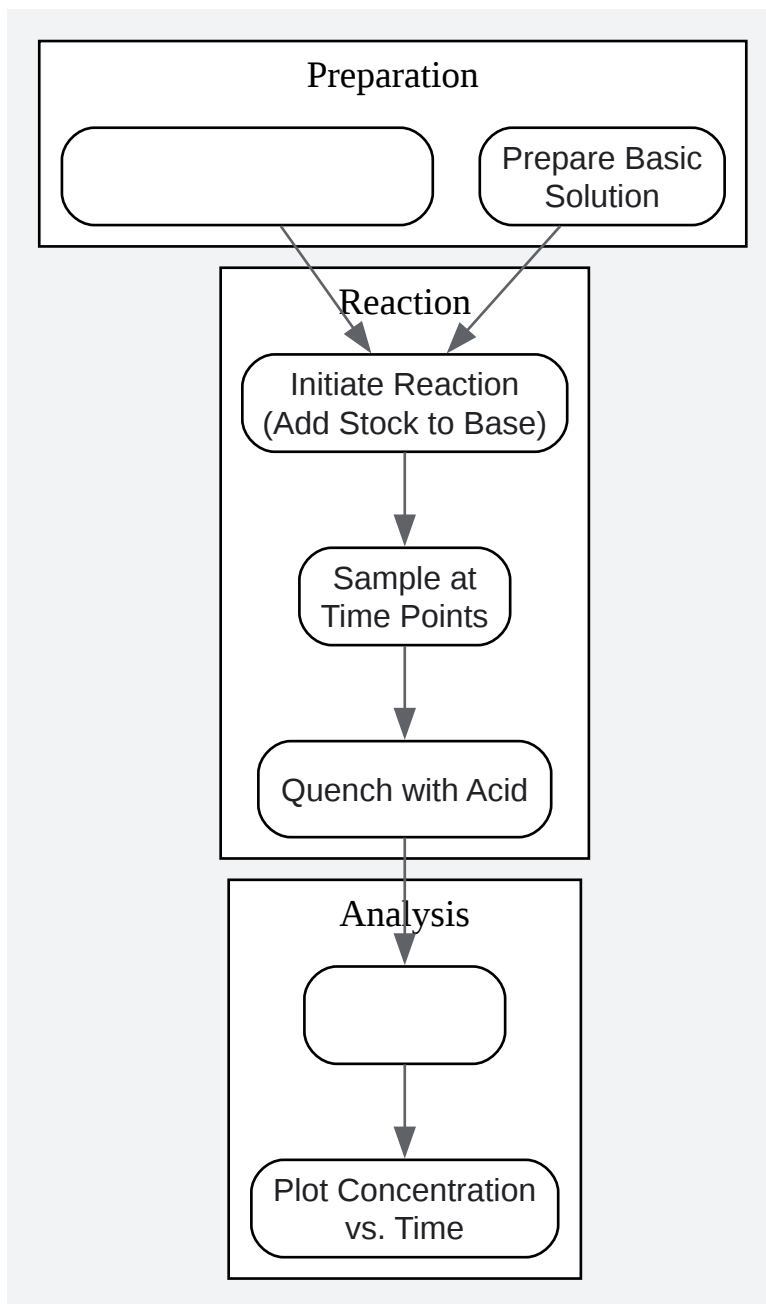 Preparation
Prepare Basic
Solution
Reaction
Initiate Reaction
(Add Stock to Base)
Sample at
Time Points
Quench with Acid
Analysis
Plot Concentration
vs. Time